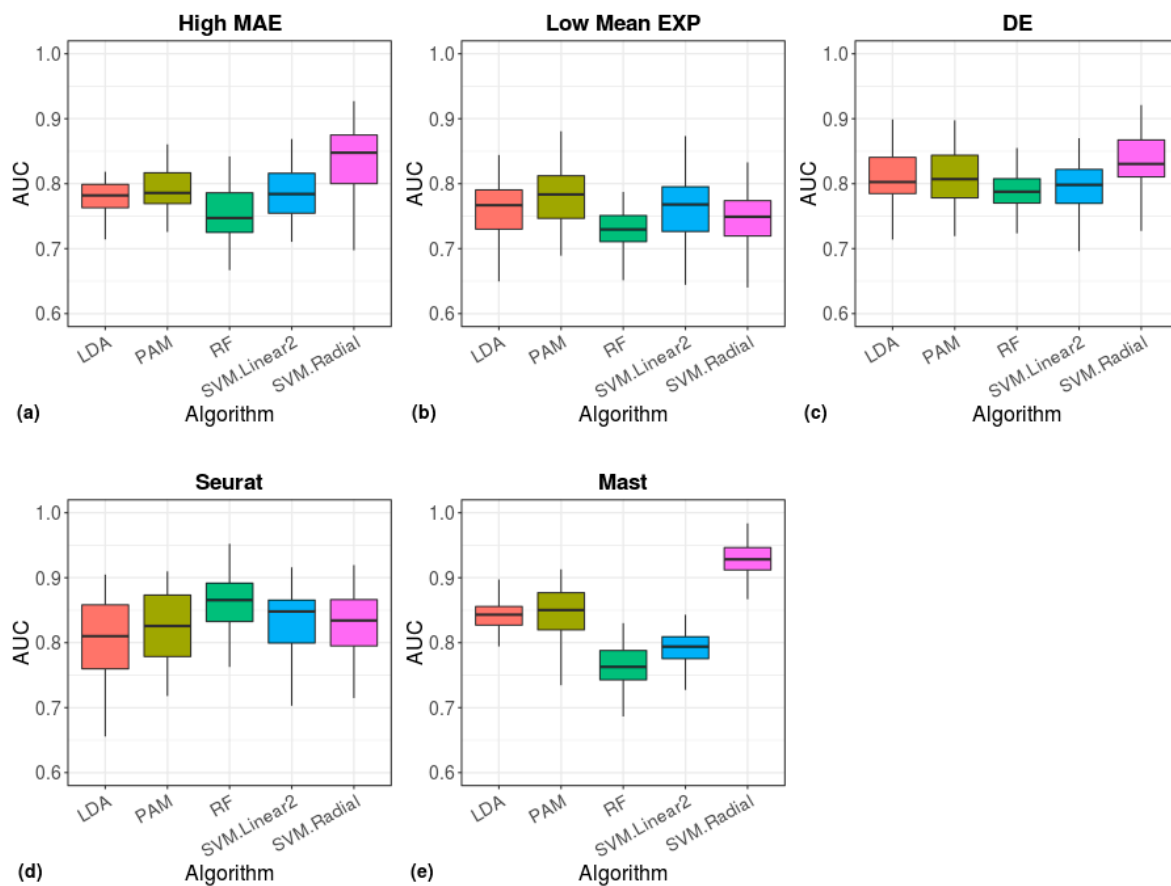 High MAE
1.0
0.9
0.8
0.7
0.6
AUC
LDA
PAM
RF
SVM.Linear2
SVM.Radial
(a)
Algorithm
Low Mean EXP
1.0
0.9
0.8
0.7
0.6
AUC
LDA
PAM
RF
SVM.Linear2
SVM.Radial
(b)
Algorithm
DE
1.0
0.9
0.8
0.7
0.6
AUC
LDA
PAM
RF
SVM.Linear2
SVM.Radial
(c)
Algorithm
Seurat
1.0
0.9
0.8
0.7
0.6
AUC
LDA
PAM
RF
SVM.Linear2
SVM.Radial
(d)
Algorithm
Mast
1.0
0.9
0.8
0.7
0.6
AUC
LDA
PAM
RF
SVM.Linear2
SVM.Radial
(e)
Algorithm